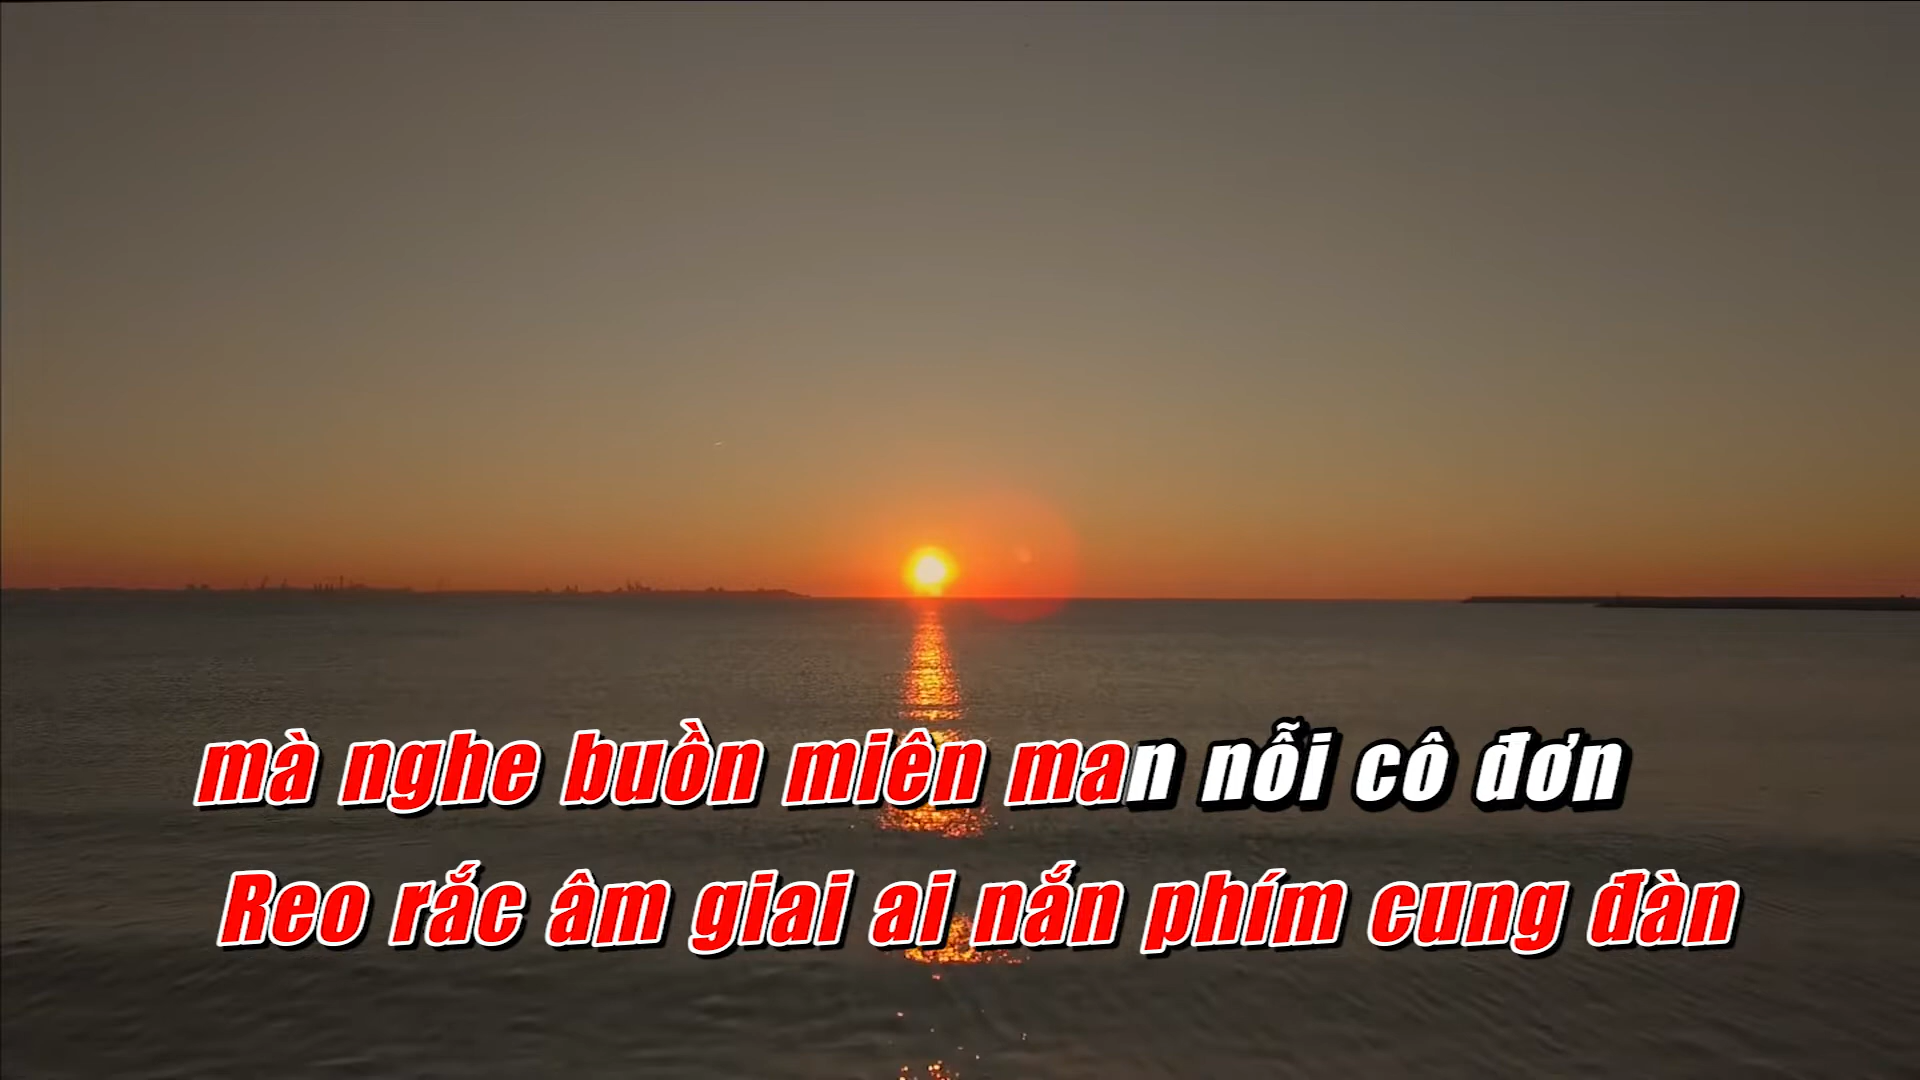 mà nghe buồn miên man nỗi cô đơn
Reo rắc âm giai ai nắn phím cung đàn